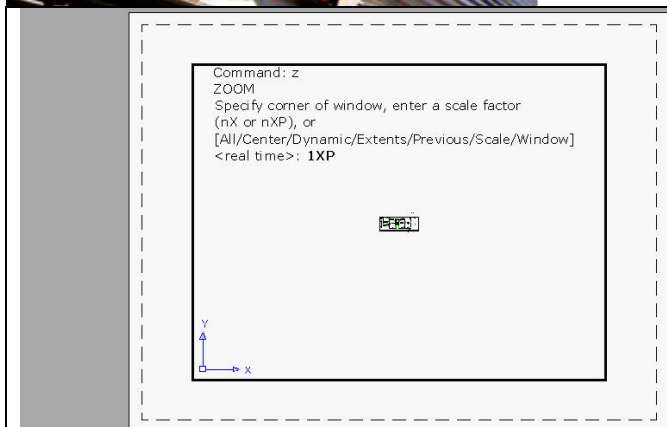 Command: z
ZOOM
Specify corner of window, enter a scale factor
(nX or nXP), or
[All/Center/Dynamic/Extents/Previous/Scale/Window]
<real time>: 1XP
Y
X